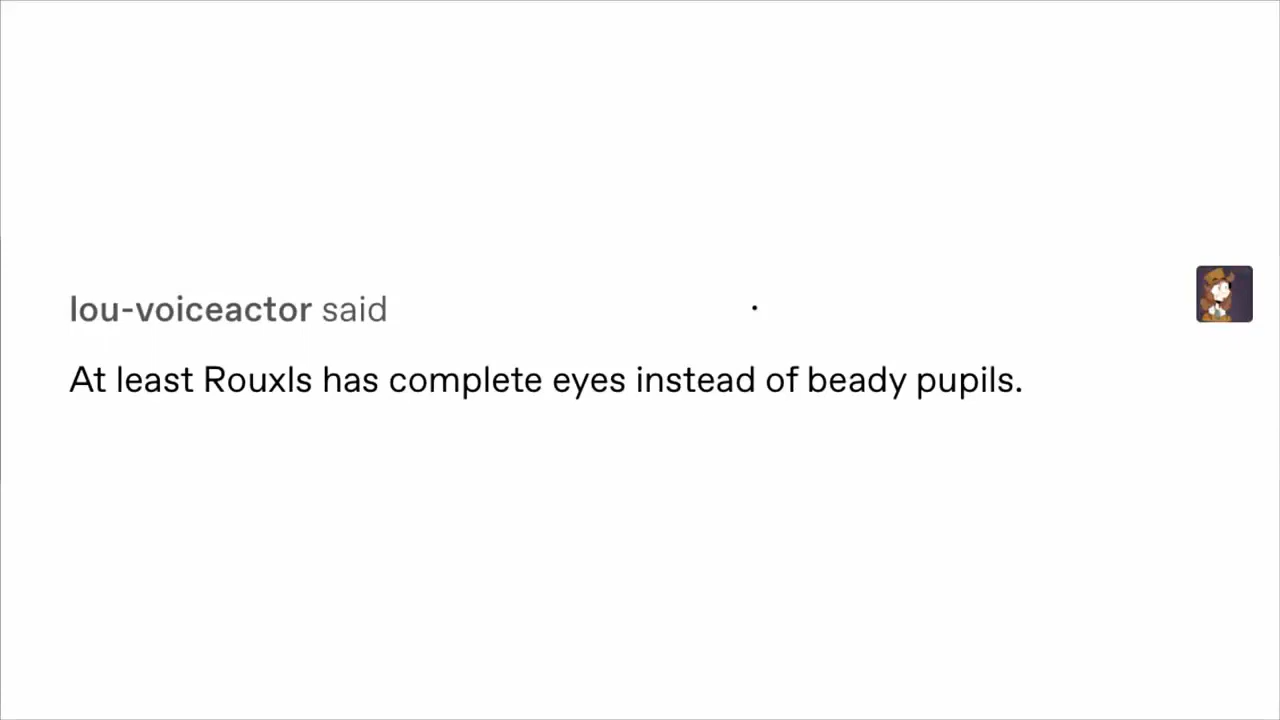 lou-voiceactor said
At least Rouxls has complete eyes instead of beady pupils.